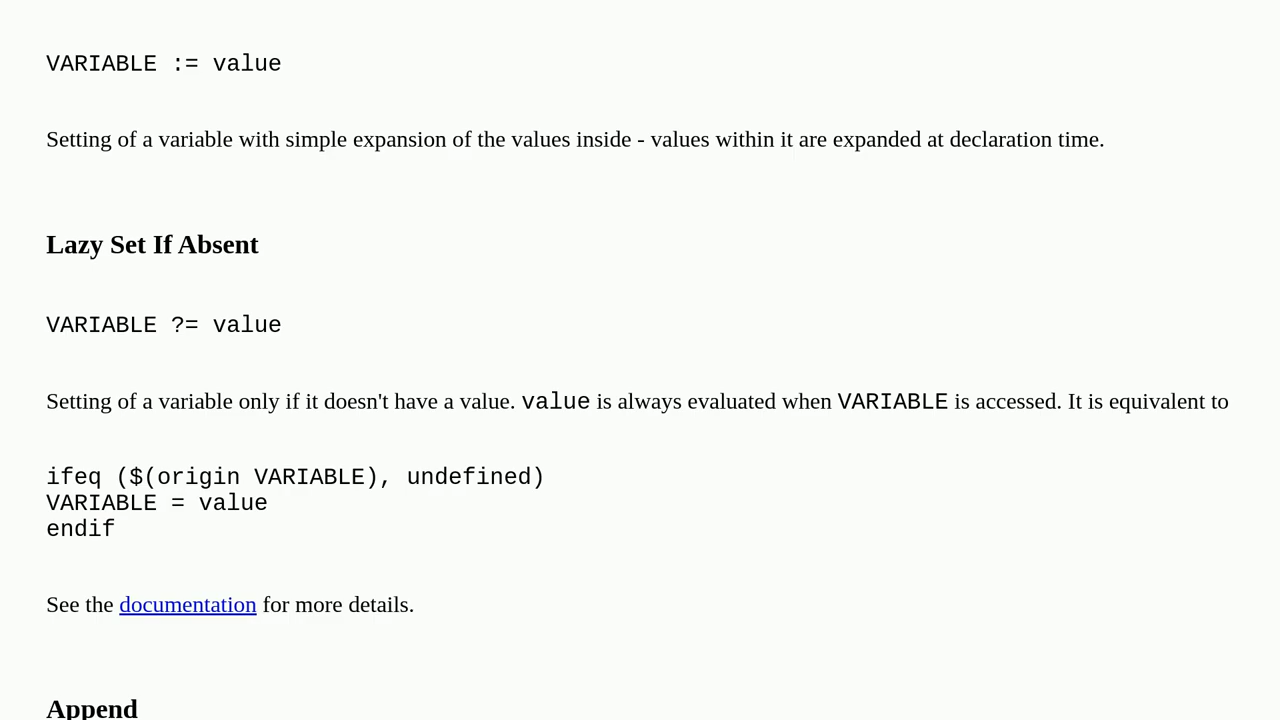 VARIABLE := value
Setting of a variable with simple expansion of the values inside - values within it are expanded at declaration time.
Lazy Set If Absent
VARIABLE ?= value
Setting of a variable only if it doesn't have a value. value is always evaluated when VARIABLE is accessed. It is equivalent to
ifeq ($(origin VARIABLE), undefined)
VARIABLE = value
endif
See the documentation for more details.
Append